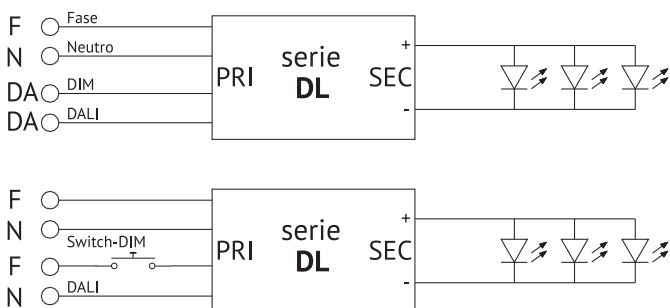 F Fase
N Neutro
DA DIM
DA DALI
PRI serie DL SEC + -
F
N
Switch-DIM
F
N DALI
PRI serie DL SEC + -